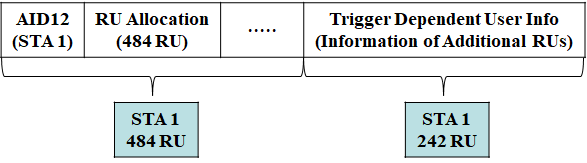 AID12
(STA 1)
RU Allocation
(484 RU)
.....
Trigger Dependent User Info
(Information of Additional RUs)
STA 1
484 RU
STA 1
242 RU